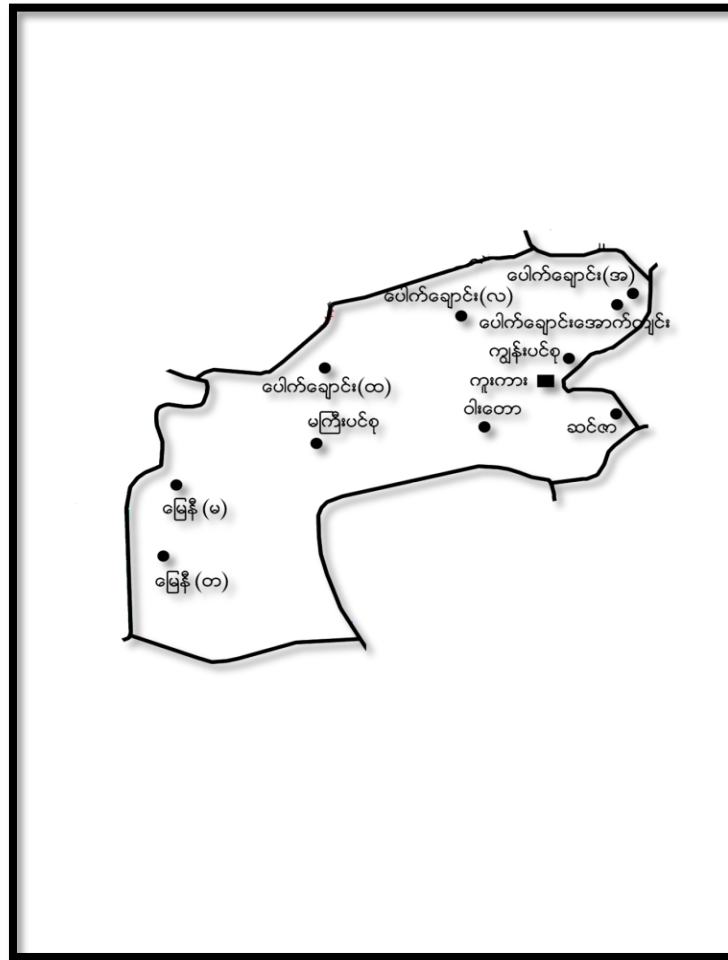 ပေါက်ချောင်း(အ)
ပေါက်ချောင်း(လ)
ပေါက်ချောင်းအောက်တျင်း
ကျွန်းပင်စု
ပေါက်ချောင်း(ထ)
ကူးကား
ဝါးတော
မကြီးပင်စု
ဆင်ဇာ
မြေနီ(မ)
မြေနီ(တ)